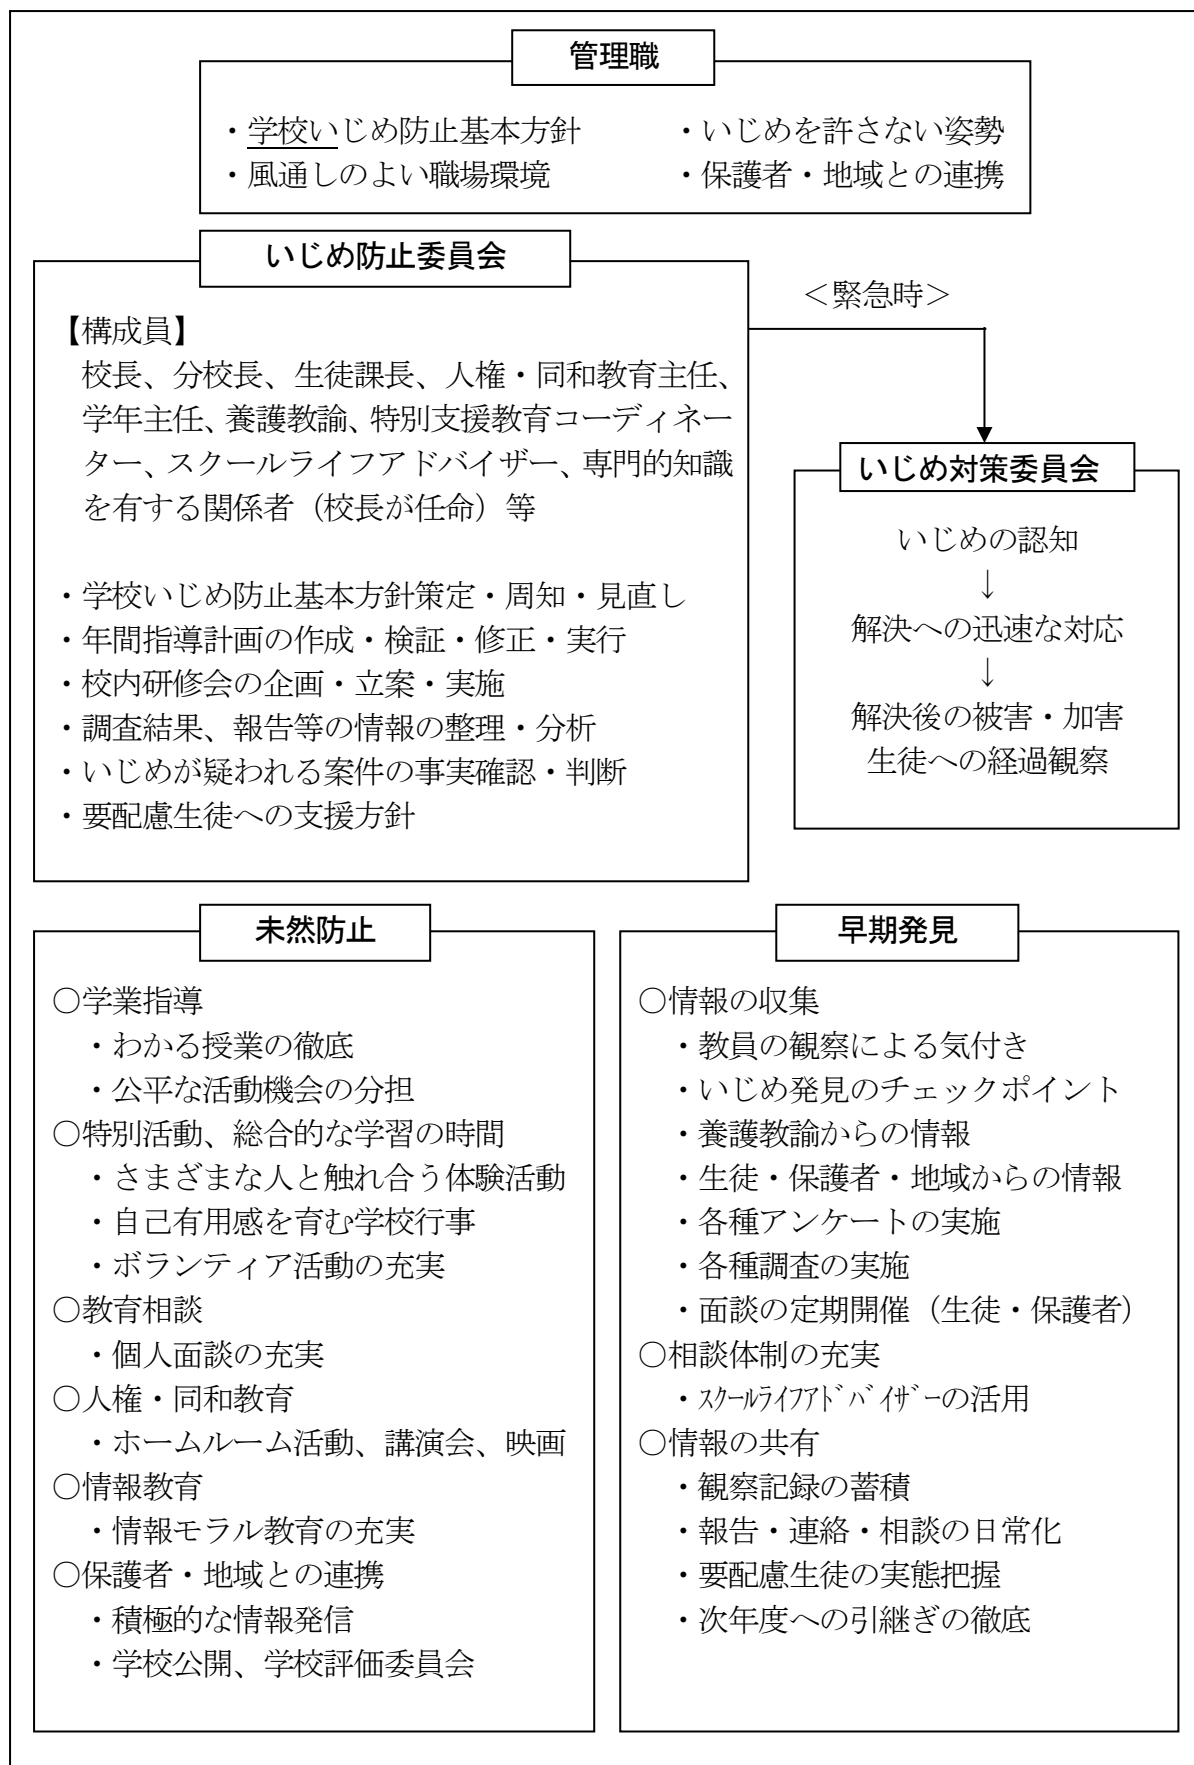 管理職
・学校いじめ防止基本方針　　・いじめを許さない姿勢
・風通しのよい職場環境　　・保護者・地域との連携
いじめ防止委員会
【構成員】
校長、分校長、生徒課長、人権・同和教育主任、
学年主任、養護教諭、特別支援教育コーディネー
ター、スクールライフアドバイザー、専門的知識
を有する関係者（校長が任命）等
・学校いじめ防止基本方針策定・周知・見直し
・年間指導計画の作成・検証・修正・実行
・校内研修会の企画・立案・実施
・調査結果、報告等の情報の整理・分析
・いじめが疑われる案件の事実確認・判断
・要配慮生徒への支援方針
＜緊急時＞
いじめ対策委員会
いじめの認知
↓
解決への迅速な対応
↓
解決後の被害・加害
生徒への経過観察
未然防止
○学業指導
・わかる授業の徹底
・公平な活動機会の分担
○特別活動、総合的な学習の時間
・さまざまな人と触れ合う体験活動
・自己有用感を育む学校行事
・ボランティア活動の充実
○教育相談
・個人面談の充実
○人権・同和教育
・ホームルーム活動、講演会、映画
○情報教育
・情報モラル教育の充実
○保護者・地域との連携
・積極的な情報発信
・学校公開、学校評価委員会
早期発見
○情報の収集
・教員の観察による気付き
・いじめ発見のチェックポイント
・養護教諭からの情報
・生徒・保護者・地域からの情報
・各種アンケートの実施
・各種調査の実施
・面談の定期開催（生徒・保護者）
○相談体制の充実
・ｽｸｰﾙﾗｲﾌｱﾄﾞﾊﾞｲｻﾞｰの活用
○情報の共有
・観察記録の蓄積
・報告・連絡・相談の日常化
・要配慮生徒の実態把握
・次年度への引継ぎの徹底